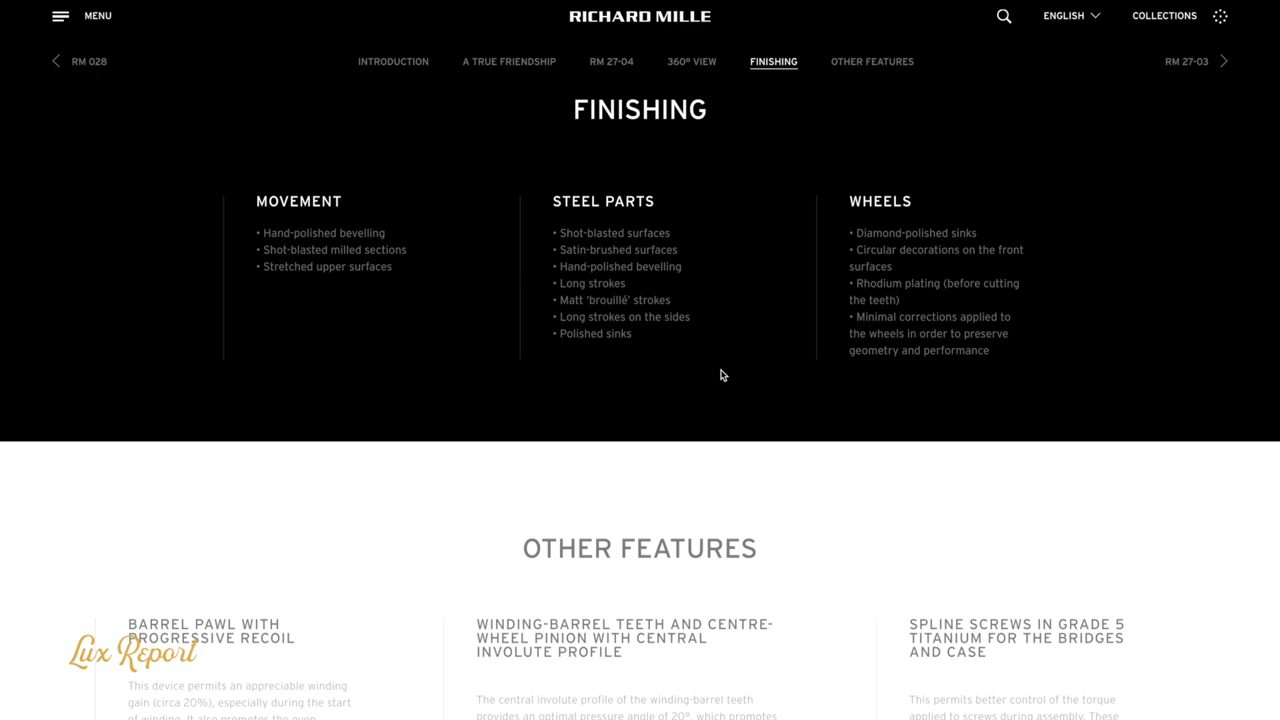 MENU
RICHARD MILLE
ENGLISH
COLLECTIONS
RM 028
INTRODUCTION
A TRUE FRIENDSHIP
RM 27-04
360° VIEW
FINISHING
OTHER FEATURES
RM 27-03
FINISHING
MOVEMENT
• Hand-polished bevelling
• Shot-blasted milled sections
• Stretched upper surfaces
STEEL PARTS
• Shot-blasted surfaces
• Satin-brushed surfaces
• Hand-polished bevelling
• Long strokes
• Matt ‘brouillé’ strokes
• Long strokes on the sides
• Polished sinks
WHEELS
• Diamond-polished sinks
• Circular decorations on the front
surfaces
• Rhodium plating (before cutting
the teeth)
• Minimal corrections applied to
the wheels in order to preserve
geometry and performance
OTHER FEATURES
BARREL PAWL WITH
PROGRESSIVE RECOIL
This device permits an appreciable winding
gain (circa 20%), especially during the start
of winding. It also promotes the even
WINDING-BARREL TEETH AND CENTRE-
WHEEL PINION WITH CENTRAL
INVOLUTE PROFILE
The central involute profile of the winding-barrel teeth
provides an optimal pressure angle of 20°, which promotes
SPLINE SCREWS IN GRADE 5
TITANIUM FOR THE BRIDGES
AND CASE
This permits better control of the torque
applied to screws during assembly. These
Lux Report